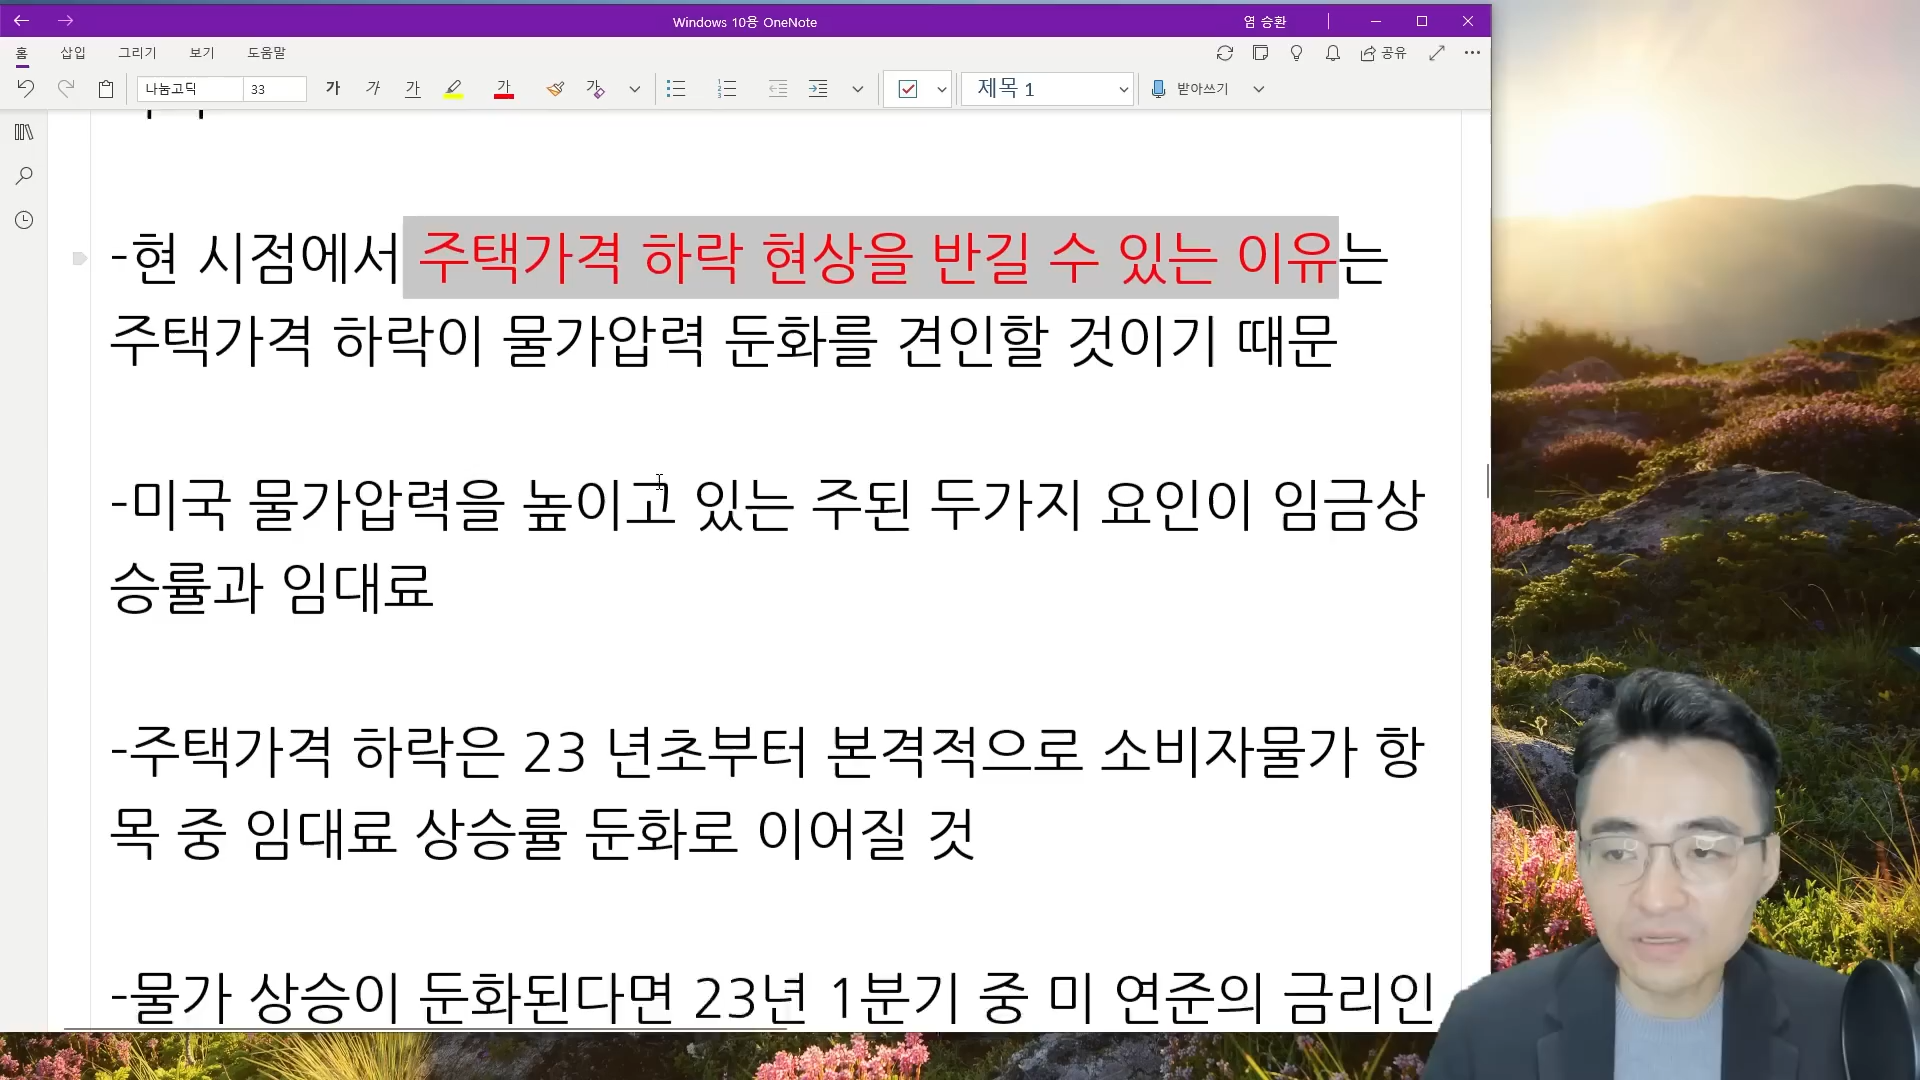 Windows 10용 OneNote
염 승환
홈 삽입 그리기 보기 도움말
공유
나눔고딕 33 가 가 가 가 가 제목 1 받아쓰기
-현 시점에서 주택가격 하락 현상을 반길 수 있는 이유는
주택가격 하락이 물가압력 둔화를 견인할 것이기 때문
-미국 물가압력을 높이고 있는 주된 두가지 요인이 임금상
승률과 임대료
-주택가격 하락은 23 년초부터 본격적으로 소비자물가 항
목 중 임대료 상승률 둔화로 이어질 것
-물가 상승이 둔화된다면 23년 1분기 중 미 연준의 금리인